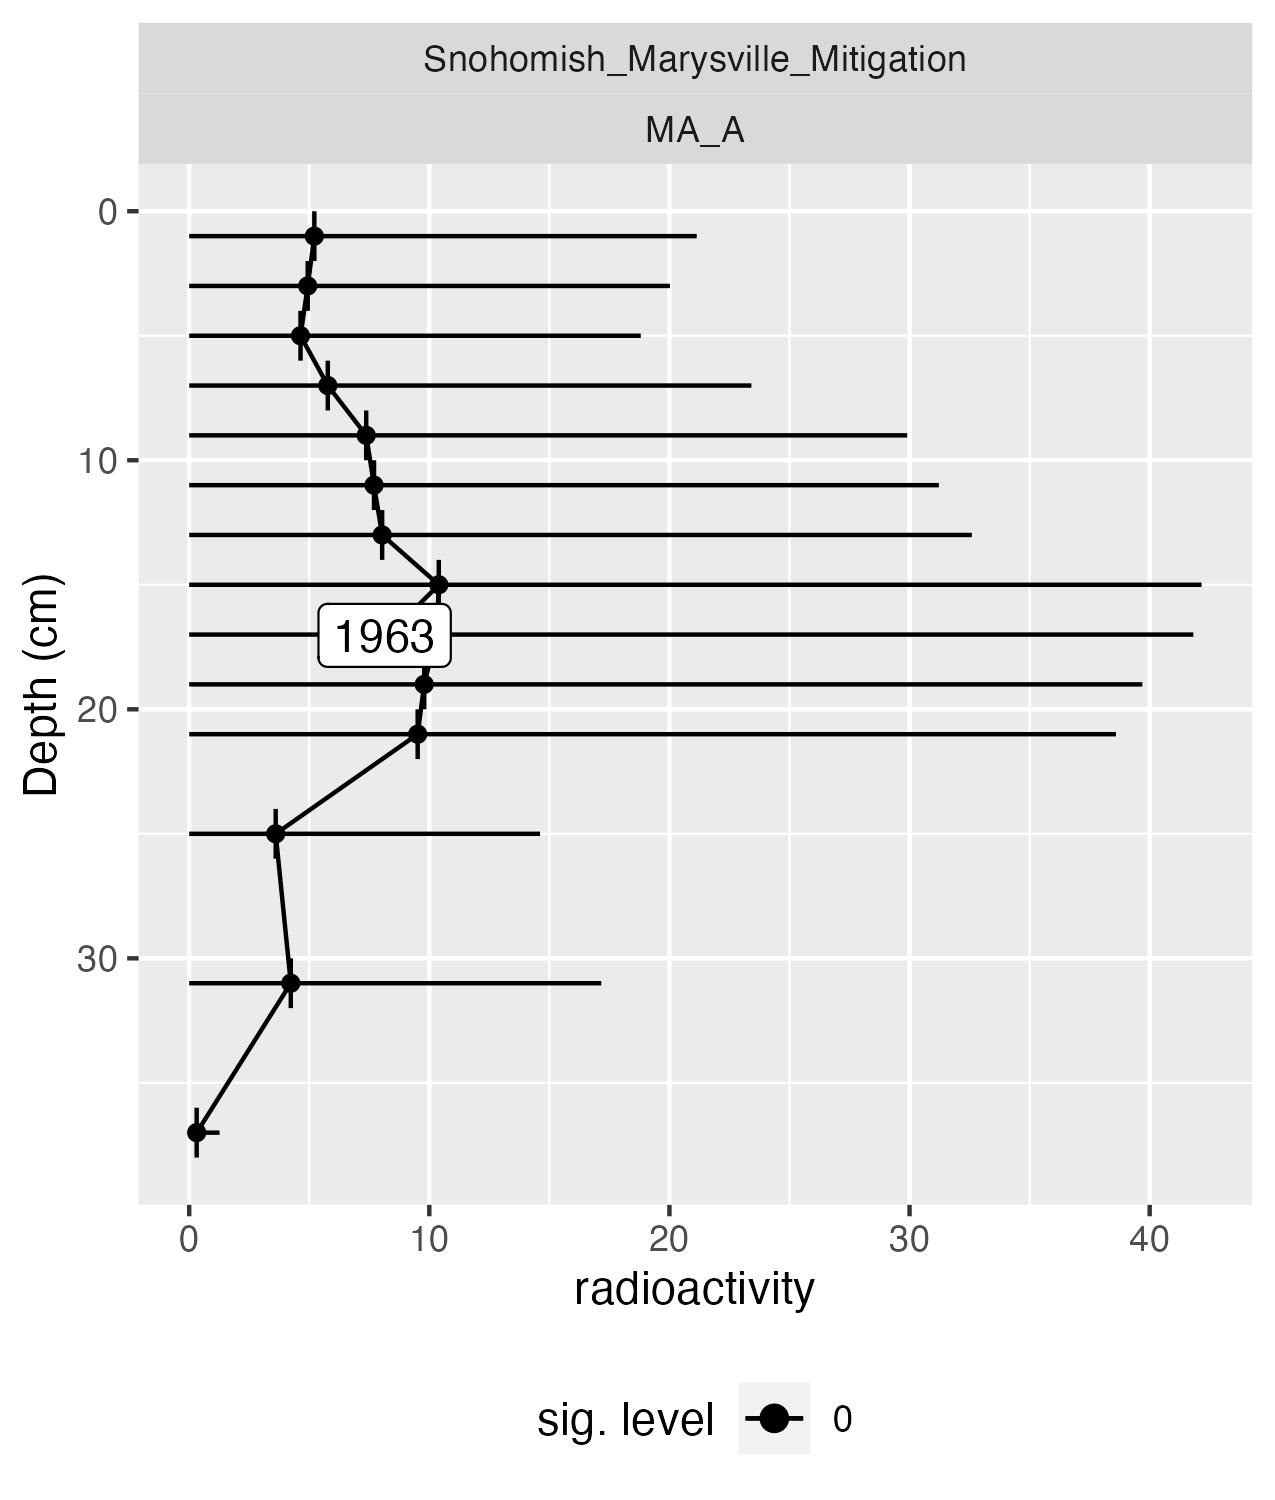 Snohomish_Marysville_Mitigation
MA_A
Depth (cm)
0
10
20
30
1963
0 10 20 30 40
radioactivity
sig. level 0